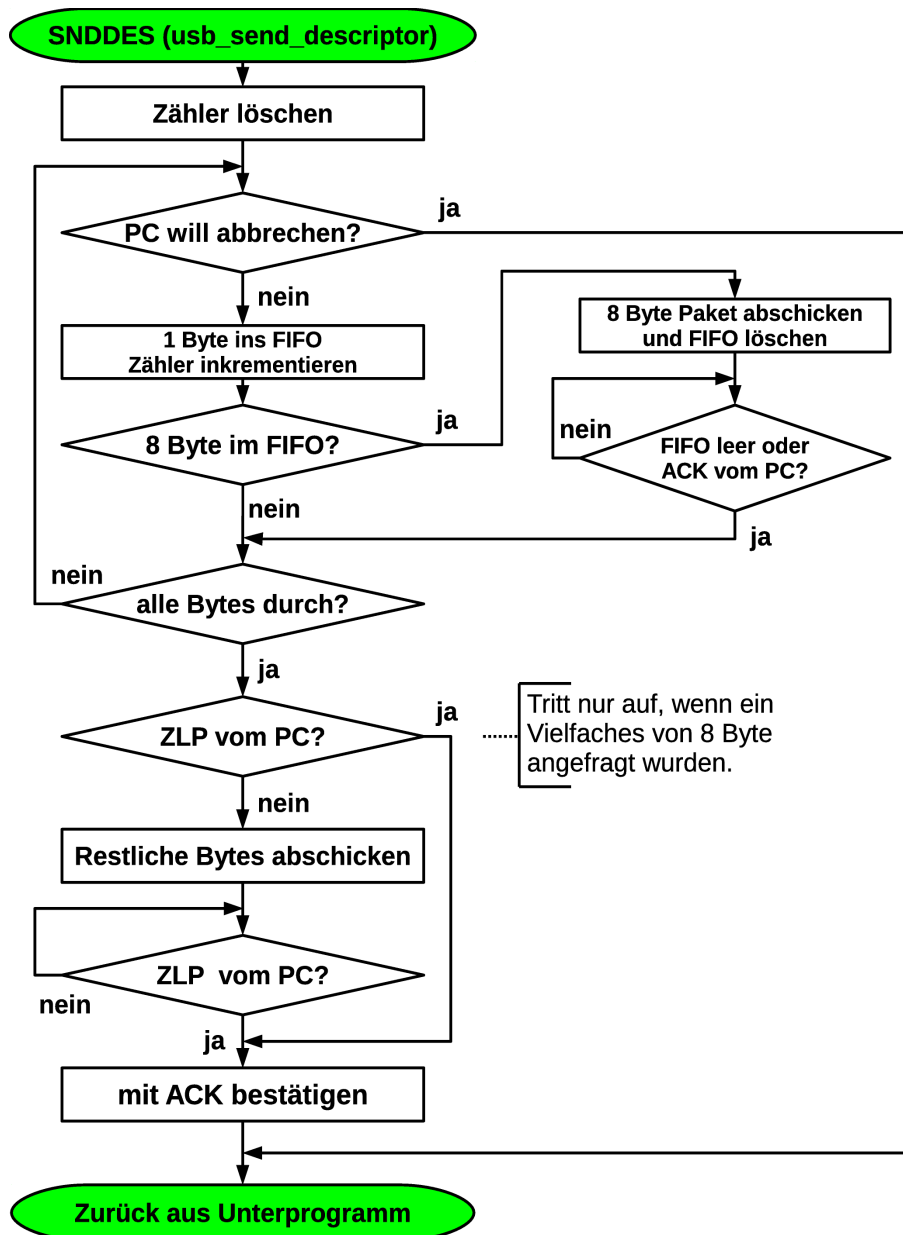 SNDDES (usb_send_descriptor)
Zähler löschen
ja
PC will abbrechen?
nein
1 Byte ins FIFO
Zähler inkrementieren
8 Byte Paket abschicken
und FIFO löschen
ja
8 Byte im FIFO?
nein
FIFO leer oder
ACK vom PC?
nein
ja
nein
alle Bytes durch?
ja
ja
ZLP vom PC?
Tritt nur auf, wenn ein
Vielfaches von 8 Byte
angefragt wurden.
nein
Restliche Bytes abschicken
ZLP  vom PC?
nein
ja
mit ACK bestätigen
Zurück aus Unterprogramm